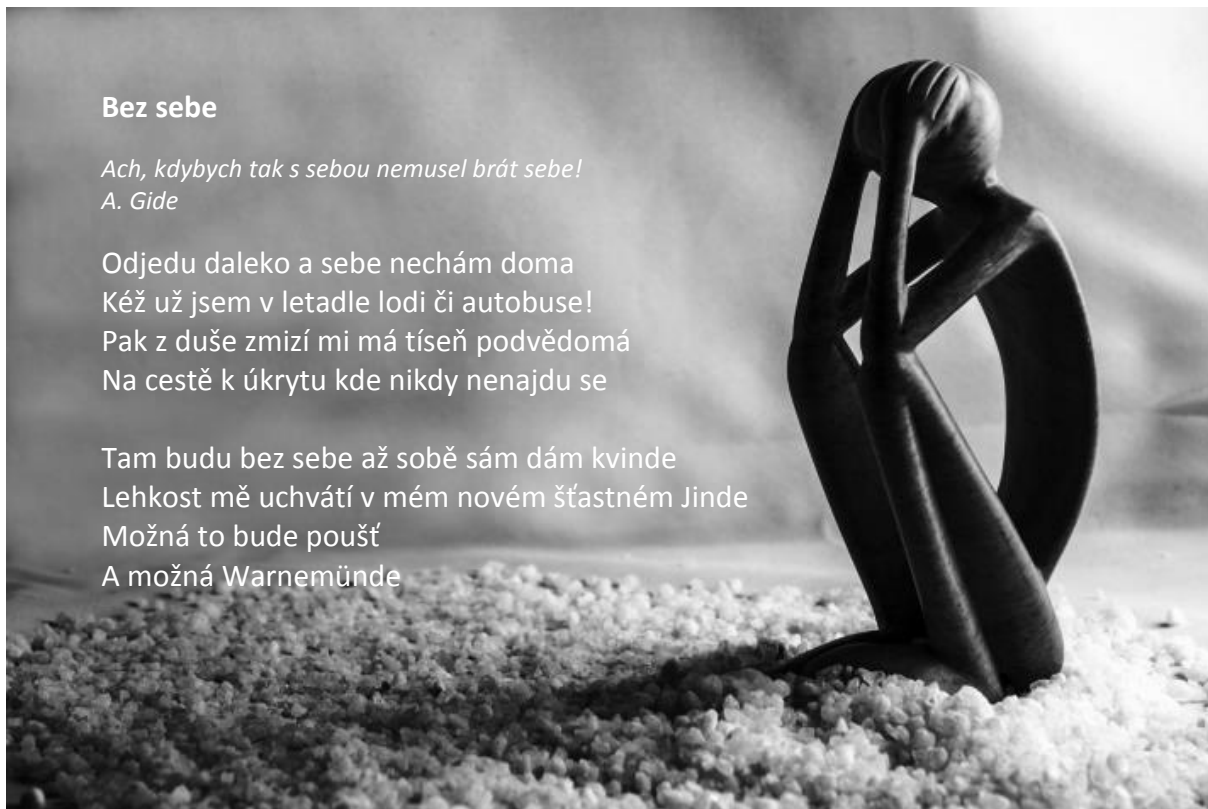 Bez sebe
Ach, kdybych tak s sebou nemusel brát sebe!
A. Gide
Odjedu daleko a sebe nechám doma
Kéž už jsem v letadle lodi či autobuse!
Pak z duše zmizí mi má tíseň podvědomá
Na cestě k úkrytu kde nikdy nenajdu se
Tam budu bez sebe až sobě sám dám kvinde
Lehkost mě uchvátí v mém novém šťastném Jinde
Možná to bude poušť
A možná Warnemünde